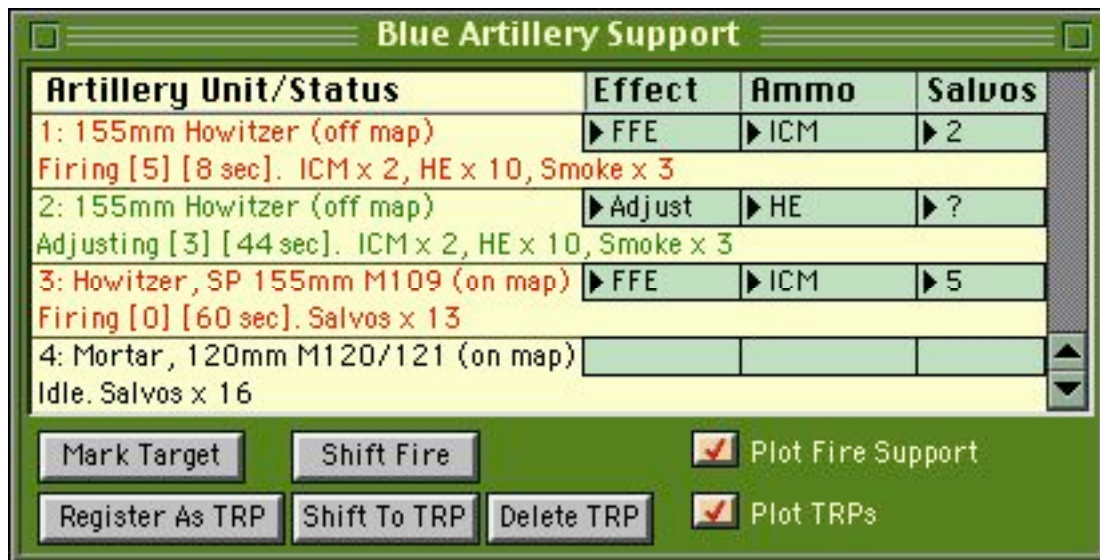 Blue Artillery Support
Artillery Unit/Status Effect Ammo Salvos
1: 155mm Howitzer (off map) FFE ICM 2
Firing [5] [8 sec]. ICM x 2, HE x 10, Smoke x 3
2: 155mm Howitzer (off map) Adjust HE ?
Adjusting [3] [44 sec]. ICM x 2, HE x 10, Smoke x 3
3: Howitzer, SP 155mm M109 (on map) FFE ICM 5
Firing [0] [60 sec]. Salvos x 13
4: Mortar, 120mm M120/121 (on map)
Idle. Salvos x 16
Mark Target Shift Fire Plot Fire Support
Register As TRP Shift To TRP Delete TRP Plot TRPs